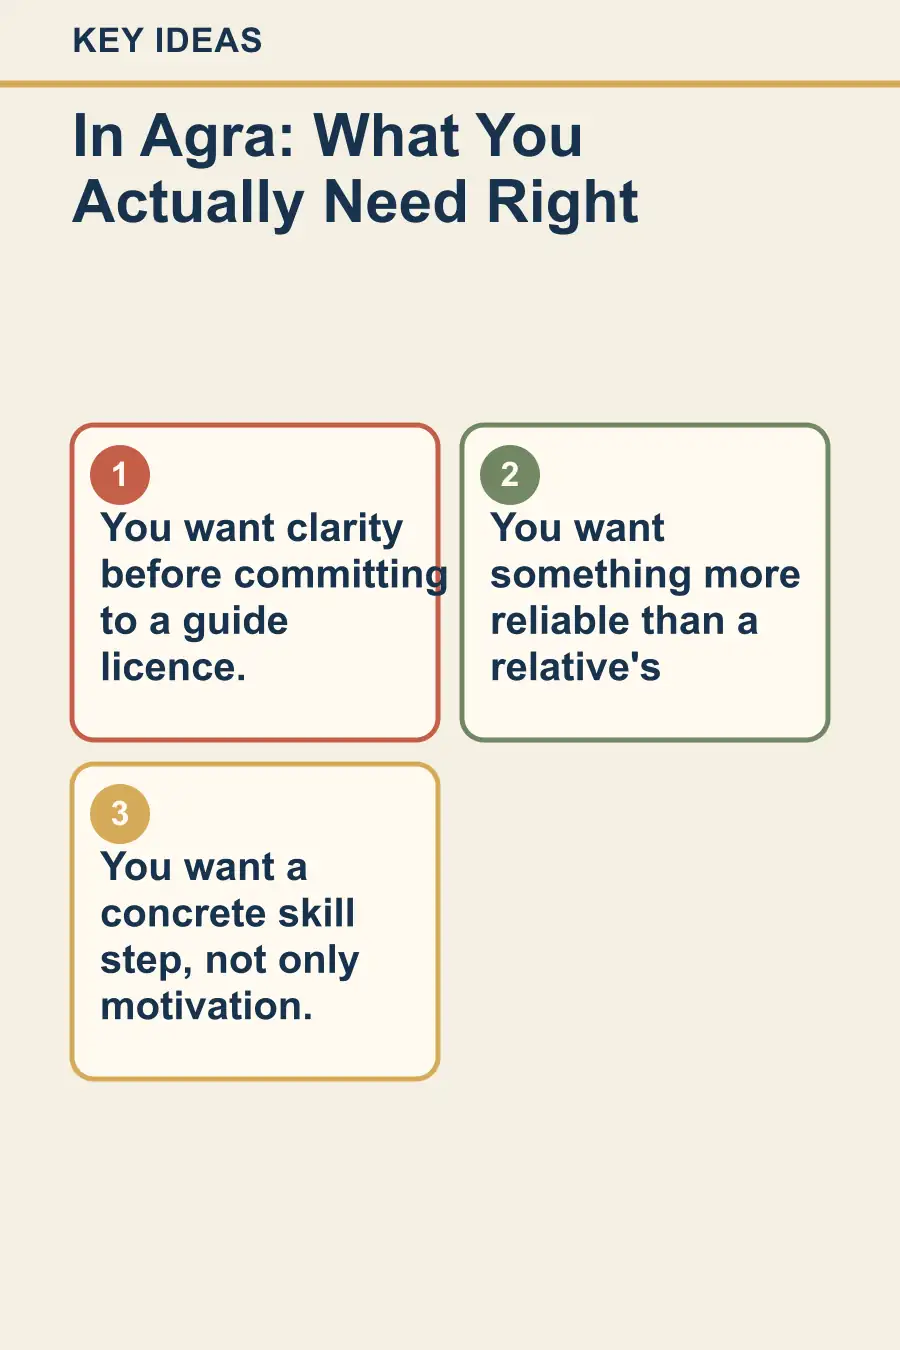 KEY IDEAS
In Agra: What You
Actually Need Right
1
You want clarity
before committing
to a guide
licence.
2
You want
something more
reliable than a
relative's
3
You want a
concrete skill
step, not only
motivation.